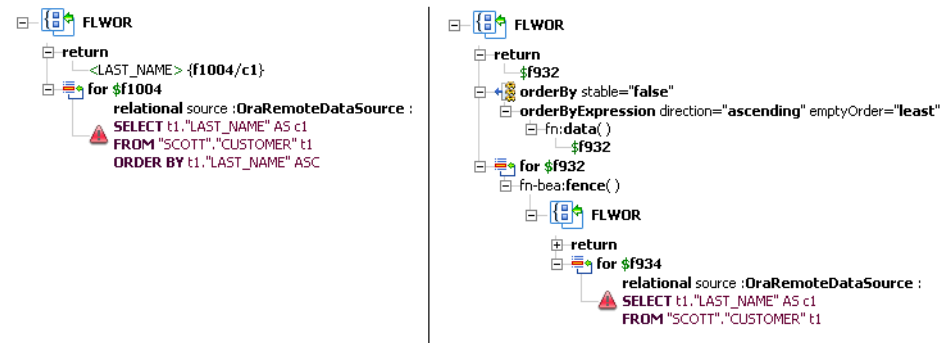 FLWOR
return
<LAST_NAME> {f1004/c1}
for $f1004
relational source :OraRemoteDataSource :
SELECT t1."LAST_NAME" AS c1
FROM "SCOTT"."CUSTOMER" t1
ORDER BY t1."LAST_NAME" ASC
FLWOR
return
$f932
orderBy stable="false"
orderByExpression direction="ascending" emptyOrder="least"
fn:data( )
$f932
for $f932
fn-bea:fence( )
FLWOR
return
for $f934
relational source :OraRemoteDataSource :
SELECT t1."LAST_NAME" AS c1
FROM "SCOTT"."CUSTOMER" t1